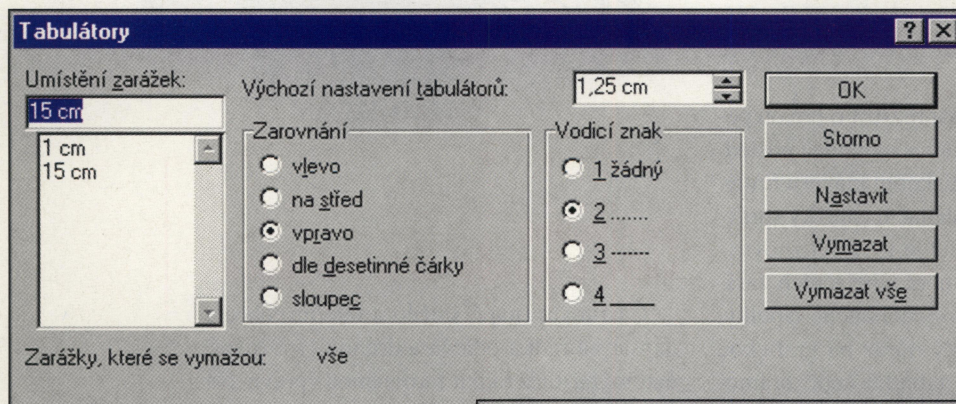 Tabulátory
Umístění zarážek:
15 cm
1 cm
15 cm
Výchozí nastavení tabulátorů:
1,25 cm
Zarovnání
vlevo
na střed
vpravo
dle desetinné čárky
sloupec
Vodicí znak
1 žádný
2 .......
3 -------
4 ____
OK
Storno
Nastavit
Vymazat
Vymazat vše
Zarážky, které se vymažou: vše